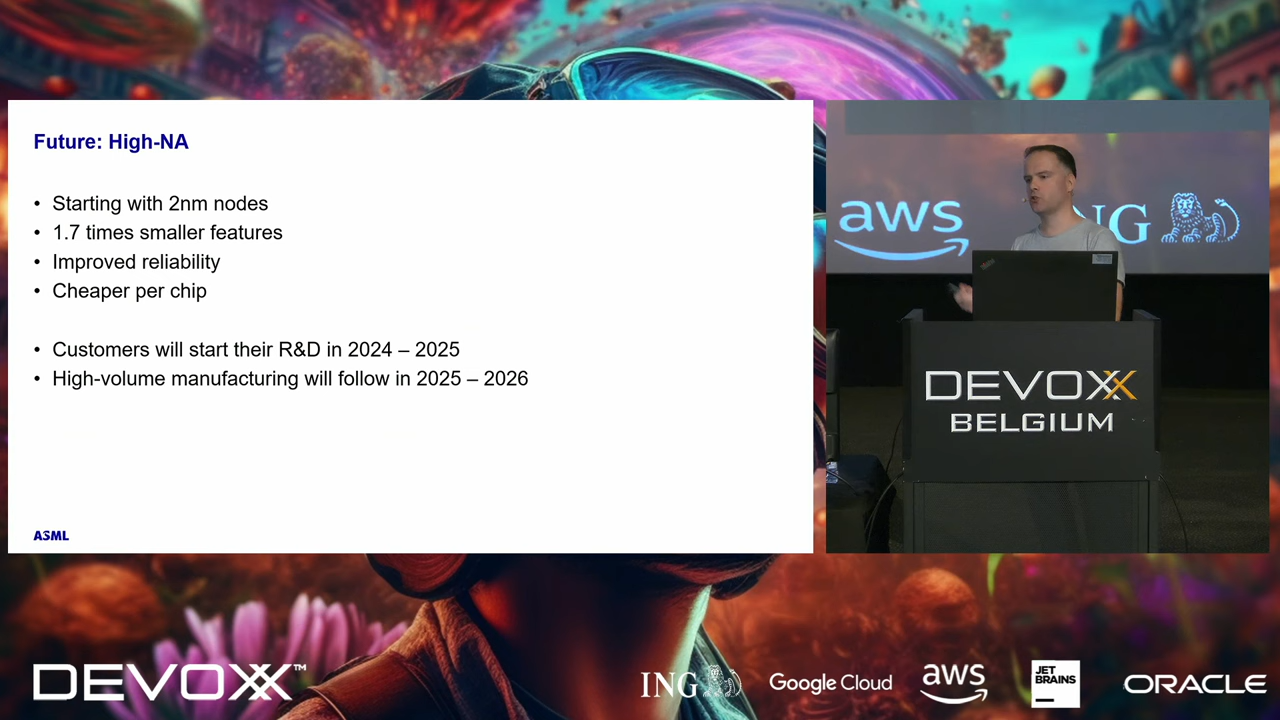 Future: High-NA
• Starting with 2nm nodes
• 1.7 times smaller features
• Improved reliability
• Cheaper per chip
• Customers will start their R&D in 2024 – 2025
• High-volume manufacturing will follow in 2025 – 2026
ASML
aws
ING
DEVOXX
BELGIUM
DEVOXX™
ING
Google Cloud
aws
JET
BRAINS
ORACLE